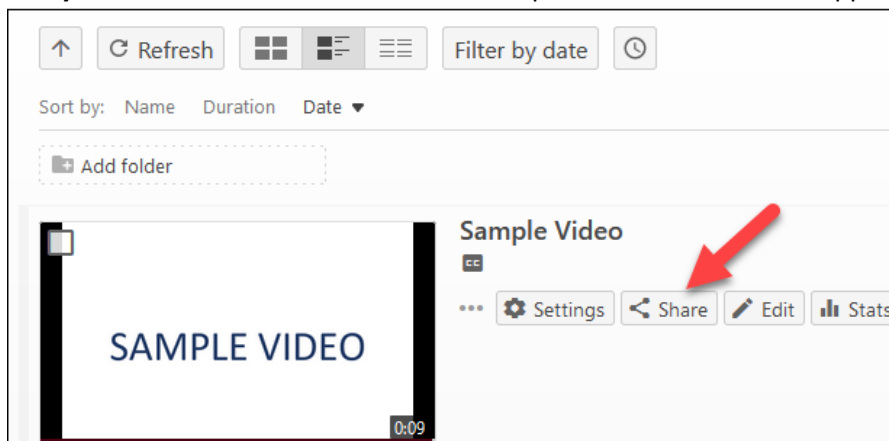 Refresh Filter by date
Sort by: Name Duration Date
Add folder
Sample Video
CC
Settings Share Edit Stats
SAMPLE VIDEO
0:09